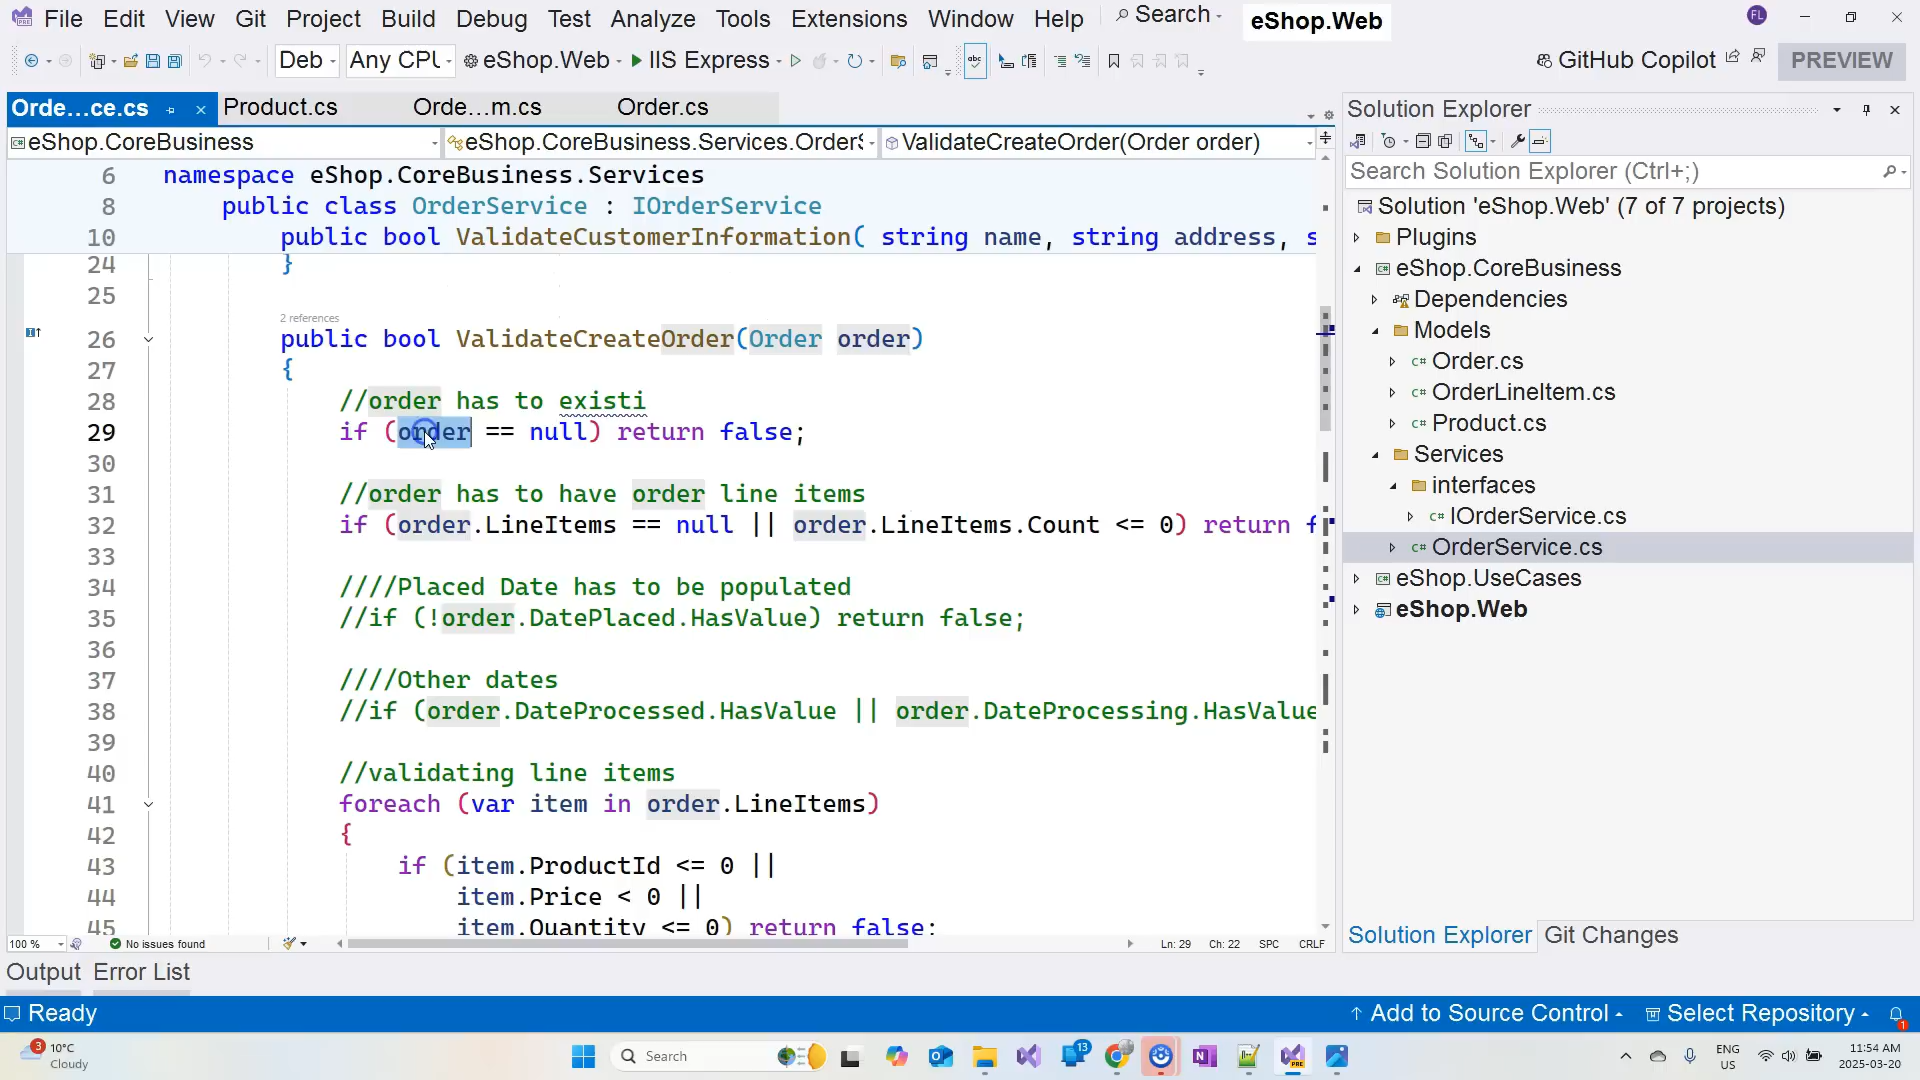 File Edit View Git Project Build Debug Test Analyze Tools Extensions Window Help Search eShop.Web FL
Deb Any CPU eShop.Web IIS Express abc GitHub Copilot PREVIEW
Orde...ce.cs Product.cs Orde...m.cs Order.cs
eShop.CoreBusiness eShop.CoreBusiness.Services.OrderS ValidateCreateOrder(Order order)
6 namespace eShop.CoreBusiness.Services
8 public class OrderService : IOrderService
10 public bool ValidateCustomerInformation( string name, string address, s
24 }
25
2 references
26 public bool ValidateCreateOrder(Order order)
27 {
28 //order has to existi
29 if (order == null) return false;
30
31 //order has to have order line items
32 if (order.LineItems == null || order.LineItems.Count <= 0) return f
33
34 ////Placed Date has to be populated
35 //if (!order.DatePlaced.HasValue) return false;
36
37 ////Other dates
38 //if (order.DateProcessed.HasValue || order.DateProcessing.HasValue
39
40 //validating line items
41 foreach (var item in order.LineItems)
42 {
43 if (item.ProductId <= 0 ||
44 item.Price < 0 ||
45 item.Quantity <= 0) return false;
100 % No issues found Ln: 29 Ch: 22 SPC CRLF
Output Error List
Solution Explorer
Search Solution Explorer (Ctrl+;)
Solution 'eShop.Web' (7 of 7 projects)
Plugins
eShop.CoreBusiness
Dependencies
Models
C# Order.cs
C# OrderLineItem.cs
C# Product.cs
Services
interfaces
C# IOrderService.cs
C# OrderService.cs
eShop.UseCases
eShop.Web
Solution Explorer Git Changes
Ready Add to Source Control Select Repository 1
3 10°C
Cloudy
Search 13 PRE
ENG
US
11:54 AM
2025-03-20